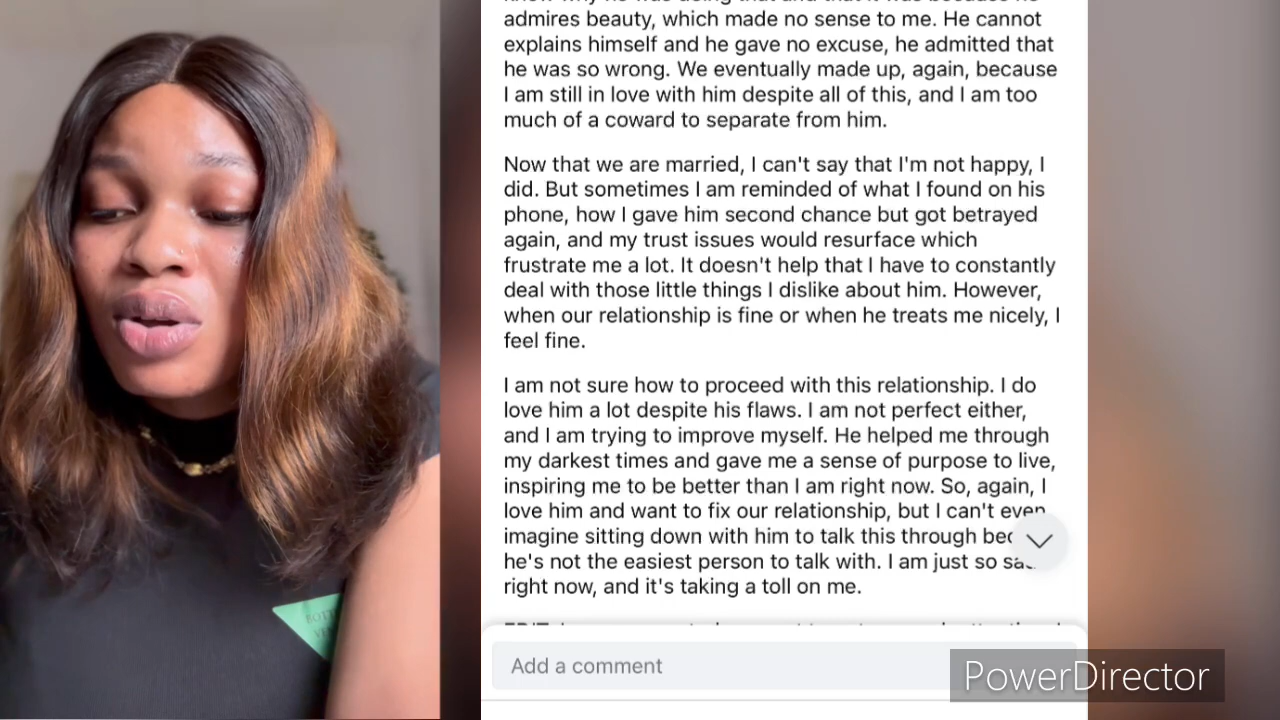 admires beauty, which made no sense to me. He cannot
explains himself and he gave no excuse, he admitted that
he was so wrong. We eventually made up, again, because
I am still in love with him despite all of this, and I am too
much of a coward to separate from him.
Now that we are married, I can't say that I'm not happy, I
did. But sometimes I am reminded of what I found on his
phone, how I gave him second chance but got betrayed
again, and my trust issues would resurface which
frustrate me a lot. It doesn't help that I have to constantly
deal with those little things I dislike about him. However,
when our relationship is fine or when he treats me nicely, I
feel fine.
I am not sure how to proceed with this relationship. I do
love him a lot despite his flaws. I am not perfect either,
and I am trying to improve myself. He helped me through
my darkest times and gave me a sense of purpose to live,
inspiring me to be better than I am right now. So, again, I
love him and want to fix our relationship, but I can't even
imagine sitting down with him to talk this through
he's not the easiest person to talk with. I am just so
right now, and it's taking a toll on me.
Add a comment
PowerDirector